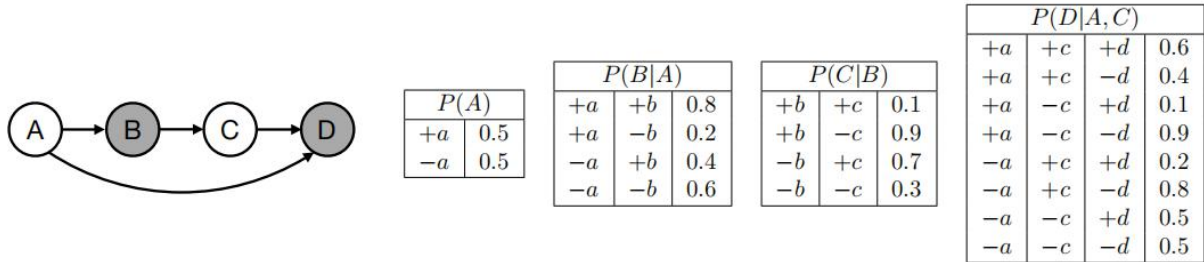 A B C D
P(A)
+a 0.5
−a 0.5
P(B|A)
+a +b 0.8
+a −b 0.2
−a +b 0.4
−a −b 0.6
P(C|B)
+b +c 0.1
+b −c 0.9
−b +c 0.7
−b −c 0.3
P(D|A, C)
+a +c +d 0.6
+a +c −d 0.4
+a −c +d 0.1
+a −c −d 0.9
−a +c +d 0.2
−a +c −d 0.8
−a −c +d 0.5
−a −c −d 0.5